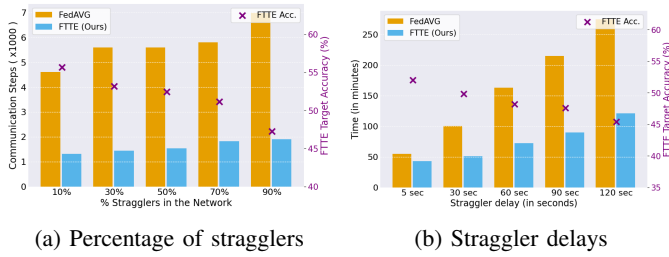 FedAVG
FTTE (Ours)
FTTE Acc.
Communication Steps ( ×1000 )
7
6
5
4
3
2
1
0
60
55
50
45
40
FTTE Target Accuracy (%)
10% 30% 50% 70% 90%
% Stragglers in the Network
(a) Percentage of stragglers
FedAVG
FTTE (Ours)
FTTE Acc.
Time (in minutes)
250
200
150
100
50
0
60
55
50
45
40
35
FTTE Target Accuracy (%)
5 sec 30 sec 60 sec 90 sec 120 sec
Straggler delay (in seconds)
(b) Straggler delays